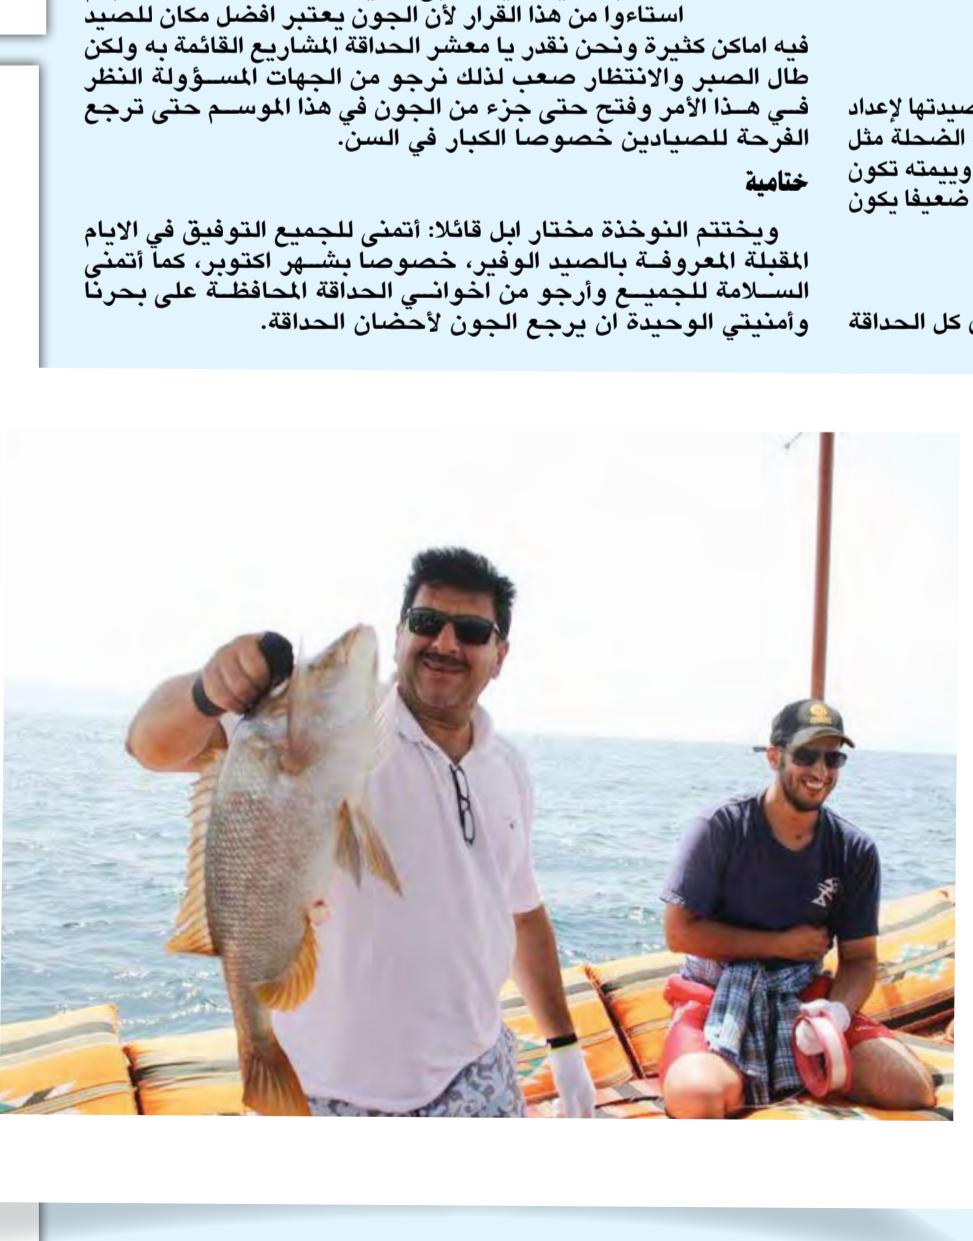 استاءوا من هذا القرار لأن الجون يعتبر افضل مكان للصيد
فيه اماكن كثيرة ونحن نقدر يا معشر الحداقة المشاريع القائمة به ولكن
طال الصبر والانتظار صعب لذلك نرجو من الجهات المسؤولة النظر
في هذا الأمر وفتح حتى جزء من الجون في هذا الموسم حتى ترجع
الفرحة للصيادين خصوصا الكبار في السن.
ختامية
ويختتم النوخذة مختار ابل قائلا: أتمنى للجميع التوفيق في الايام
المقبلة المعروفة بالصيد الوفير، خصوصا بشهر اكتوبر، كما أتمنى
السلامة للجميع وأرجو من اخواني الحداقة المحافظة على بحرنا
وأمنيتي الوحيدة ان يرجع الجون لأحضان الحداقة.
صيدتها لإعداد
الضحلة مثل
وييمته تكون
ضعيفا يكون
كل الحداقة